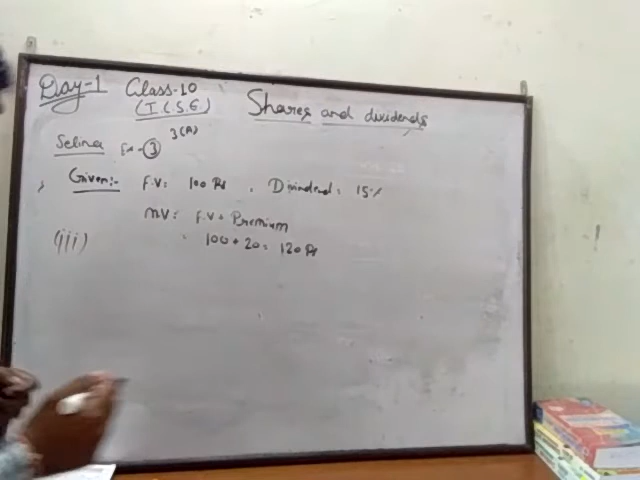 Day-1 Class-10 Shares and dividends
(ICSE)
Selina Ex-③ 3(A)
Given:- F.V= 100 Rs, Dividend= 15%
M.V= F.V+ Premium
(iii) = 100+20= 120 Rs